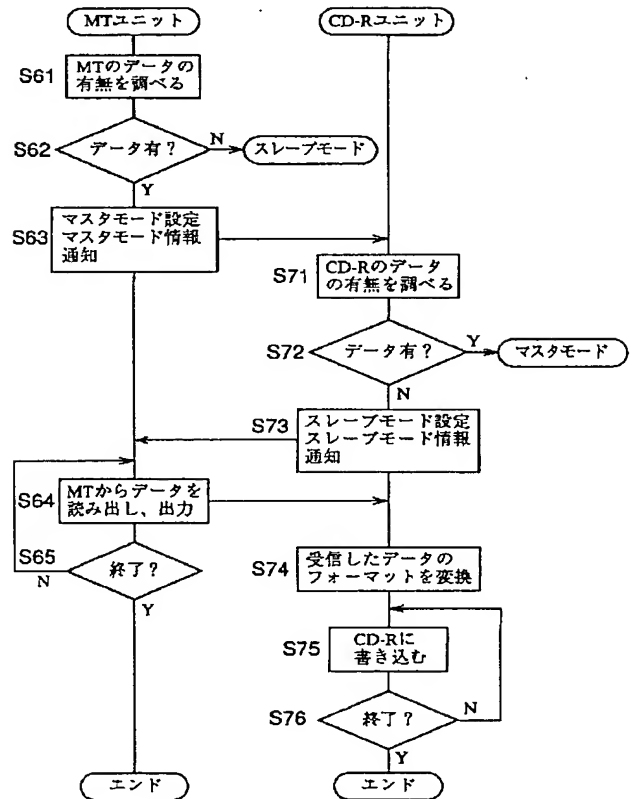 MTユニット
CD-Rユニット
S61
MTのデータの
有無を調べる
S62
データ有?
N
スレーブモード
Y
S63
マスタモード設定
マスタモード情報
通知
S71
CD-Rのデータ
の有無を調べる
S72
データ有?
Y
マスタモード
N
S73
スレーブモード設定
スレーブモード情報
通知
S64
MTからデータを
読み出し、出力
S65
終了?
N
Y
S74
受信したデータの
フォーマットを変換
S75
CD-Rに
書き込む
S76
終了?
N
Y
エンド
エンド